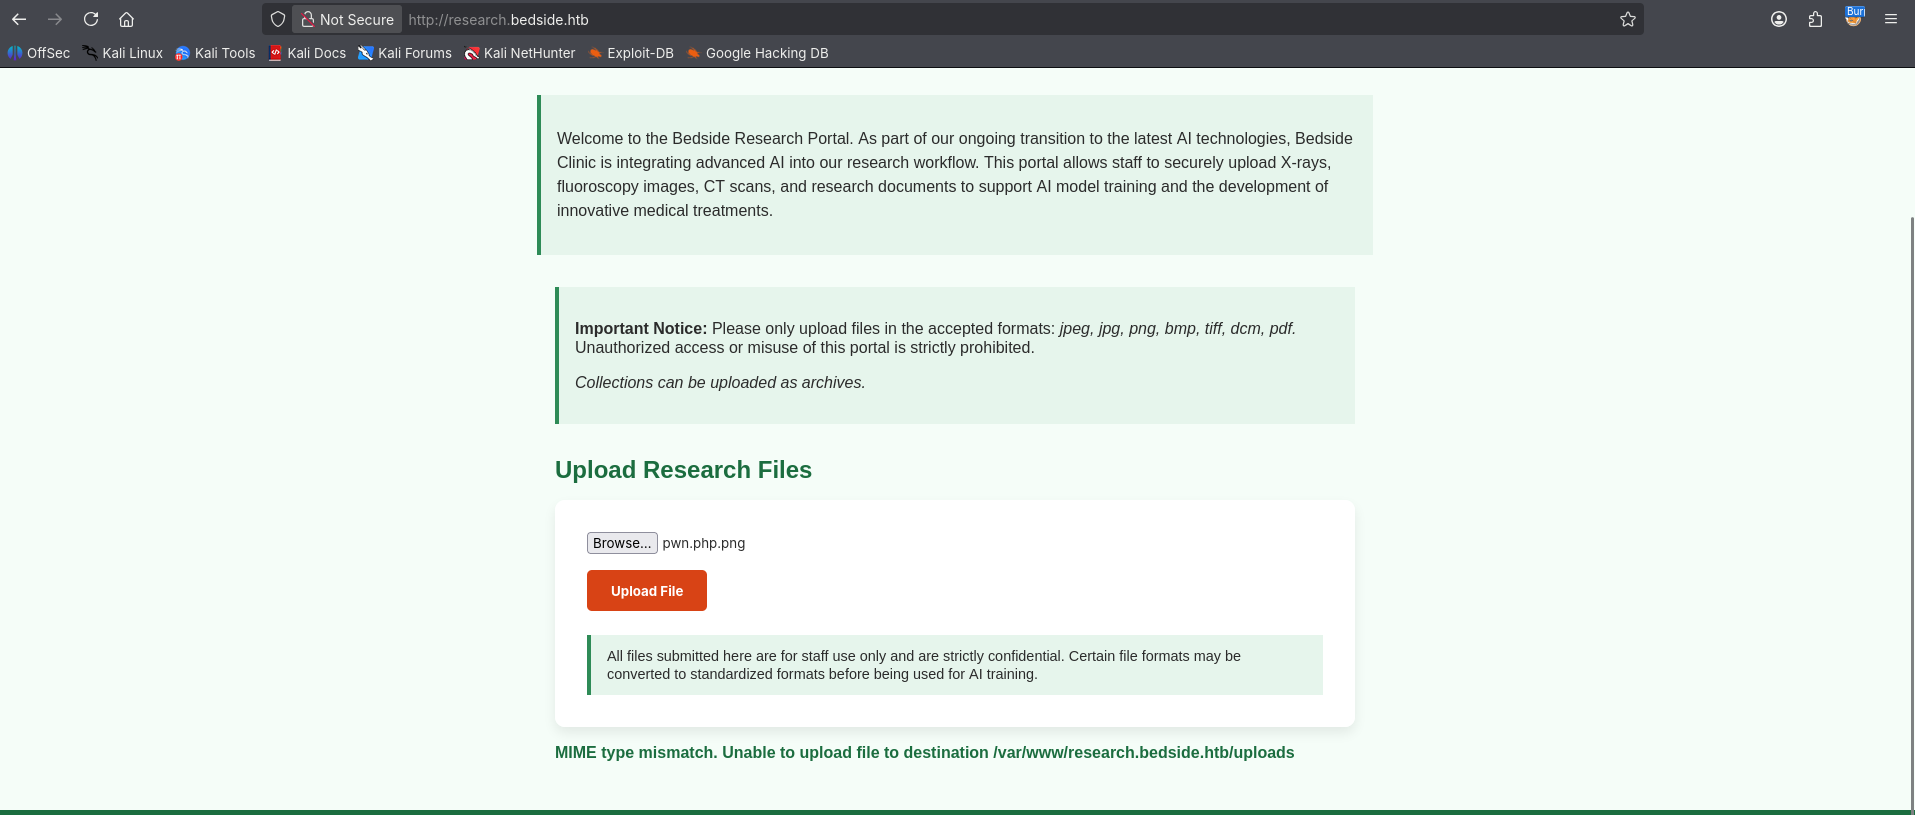 Not Secure http://research.bedside.htb Bur
OffSec Kali Linux Kali Tools Kali Docs Kali Forums Kali NetHunter Exploit-DB Google Hacking DB
Welcome to the Bedside Research Portal. As part of our ongoing transition to the latest AI technologies, Bedside
Clinic is integrating advanced AI into our research workflow. This portal allows staff to securely upload X-rays,
fluoroscopy images, CT scans, and research documents to support AI model training and the development of
innovative medical treatments.
Important Notice: Please only upload files in the accepted formats: jpeg, jpg, png, bmp, tiff, dcm, pdf.
Unauthorized access or misuse of this portal is strictly prohibited.
Collections can be uploaded as archives.
Upload Research Files
Browse... pwn.php.png
Upload File
All files submitted here are for staff use only and are strictly confidential. Certain file formats may be
converted to standardized formats before being used for AI training.
MIME type mismatch. Unable to upload file to destination /var/www/research.bedside.htb/uploads